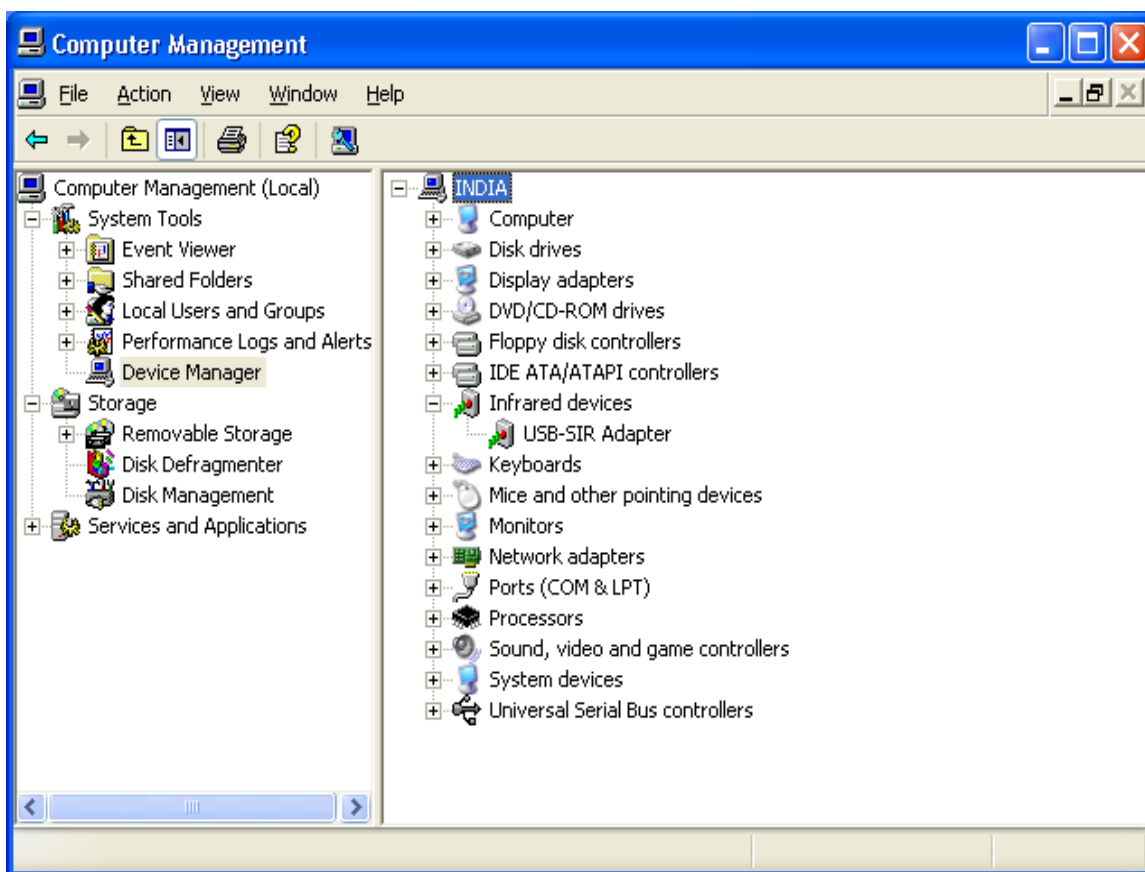 Computer Management
File Action View Window Help
Computer Management (Local)
System Tools
Event Viewer
Shared Folders
Local Users and Groups
Performance Logs and Alerts
Device Manager
Storage
Removable Storage
Disk Defragmenter
Disk Management
Services and Applications
INDIA
Computer
Disk drives
Display adapters
DVD/CD-ROM drives
Floppy disk controllers
IDE ATA/ATAPI controllers
Infrared devices
USB-SIR Adapter
Keyboards
Mice and other pointing devices
Monitors
Network adapters
Ports (COM & LPT)
Processors
Sound, video and game controllers
System devices
Universal Serial Bus controllers